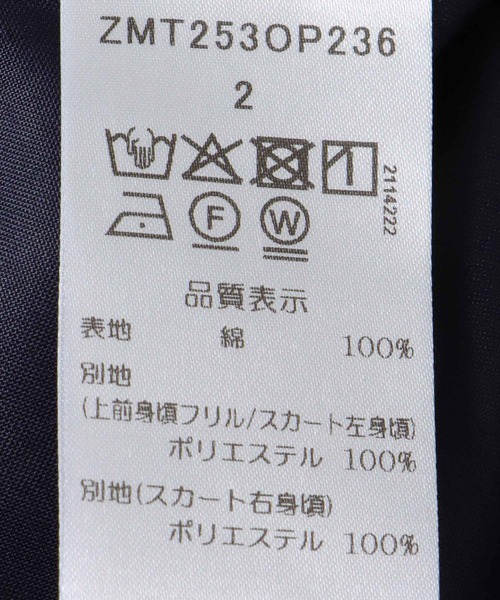 ZMT253OP236
2
2114222
F W
品質表示
表地 綿 100%
別地
(上前身頃フリル/スカート左身頃)
ポリエステル 100%
別地(スカート右身頃)
ポリエステル 100%